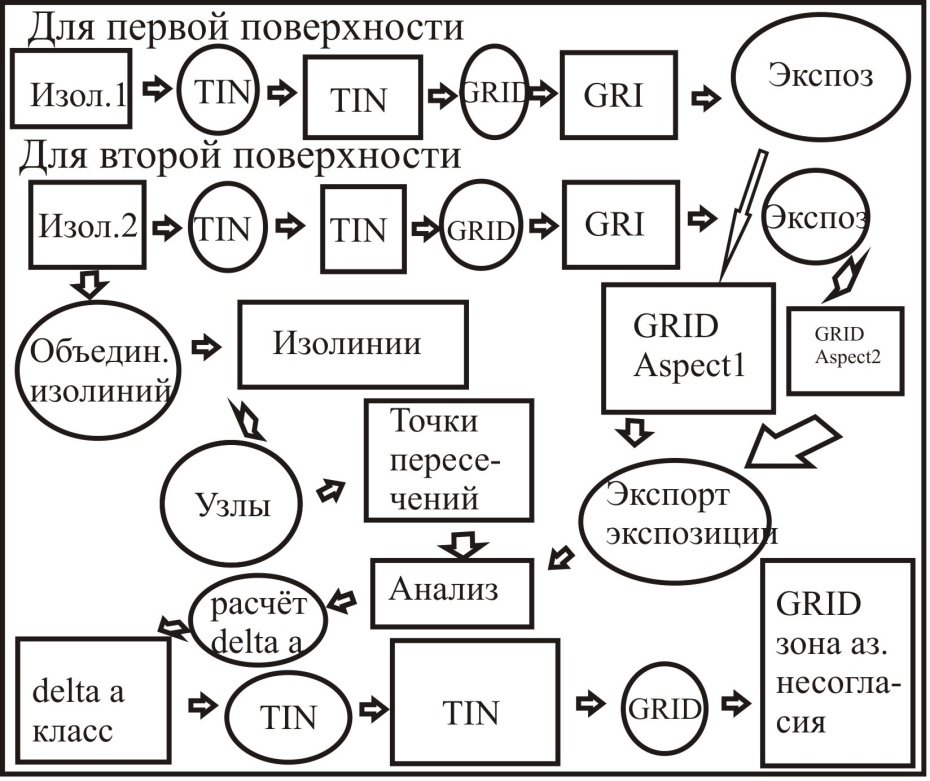 Для первой поверхности
Изол.1
TIN
TIN
GRID
GRI
Экспоз
Для второй поверхности
Изол.2
TIN
TIN
GRID
GRI
Экспоз
GRID
Aspect1
GRID
Aspect2
Объедин.
изолиний
Изолинии
Узлы
Точки
пересе-
чений
Экспорт
экспозиции
Анализ
расчёт
delta a
delta a
класс
TIN
TIN
GRID
GRID
зона аз.
несогла-
сия